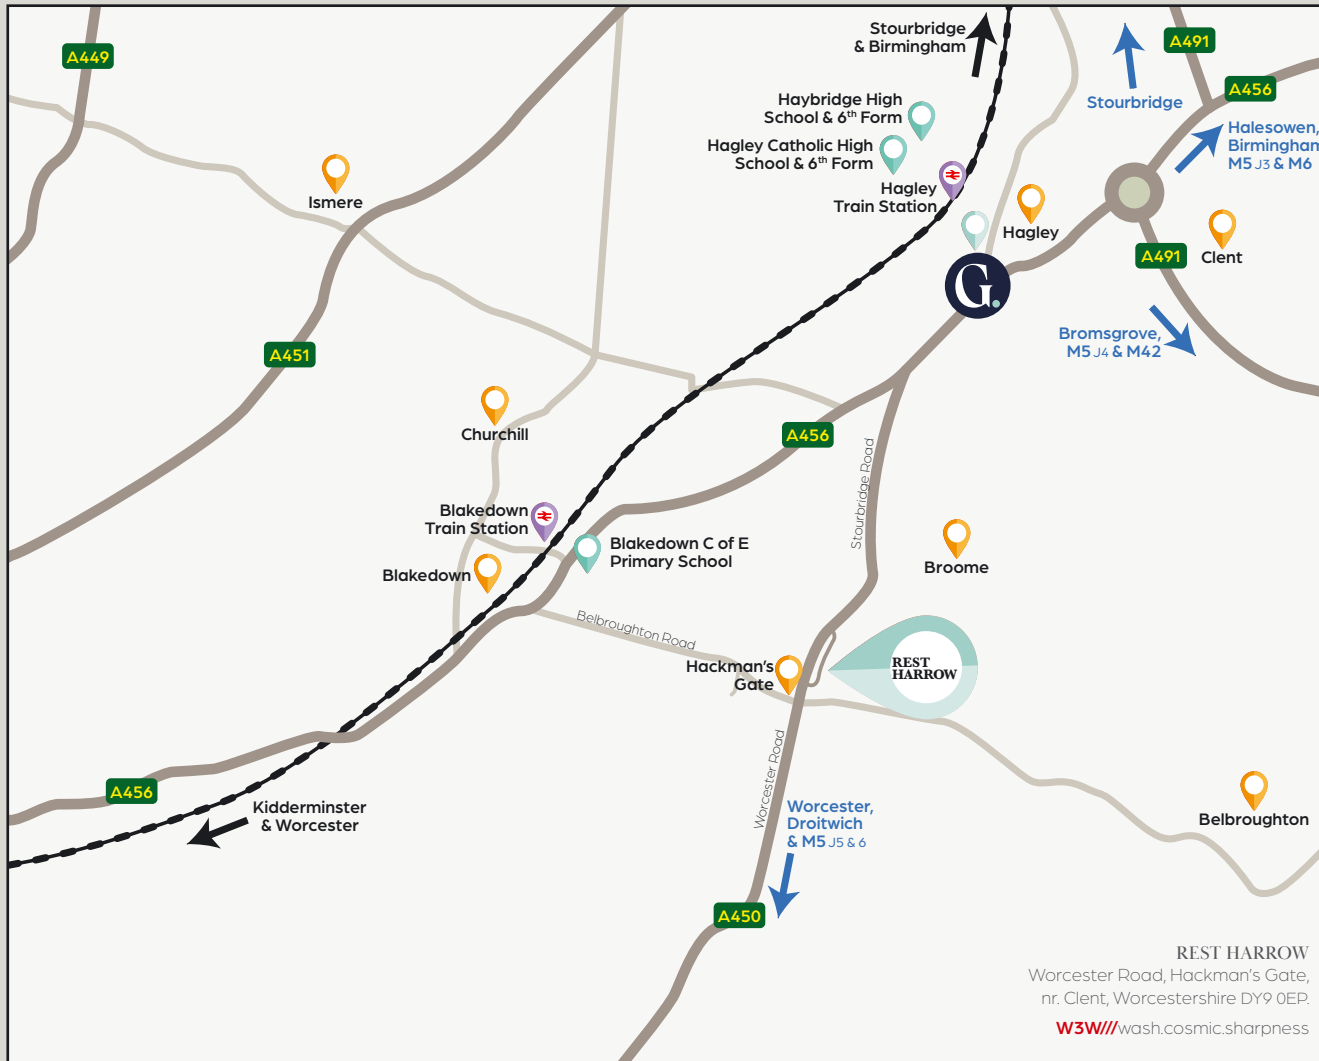 A449
Stourbridge
& Birmingham
A491
A456
Stourbridge
Halesowen,
Birmingham
M5 J3 & M6
Haybridge High
School & 6th Form
Hagley Catholic High
School & 6th Form
Hagley
Train Station
Ismere
Hagley
Clent
A491
G.
Bromsgrove,
M5 J4 & M42
A451
Churchill
A456
Stourbridge Road
Blakedown
Train Station
Blakedown C of E
Primary School
Broome
Blakedown
Belbroughton Road
Hackman's
Gate
REST
HARROW
Worcester Road
A456
Kidderminster
& Worcester
Worcester,
Droitwich
& M5 J5 & 6
Belbroughton
A450
REST HARROW
Worcester Road, Hackman's Gate,
nr. Clent, Worcestershire DY9 0EP.
W3W///wash.cosmic.sharpness